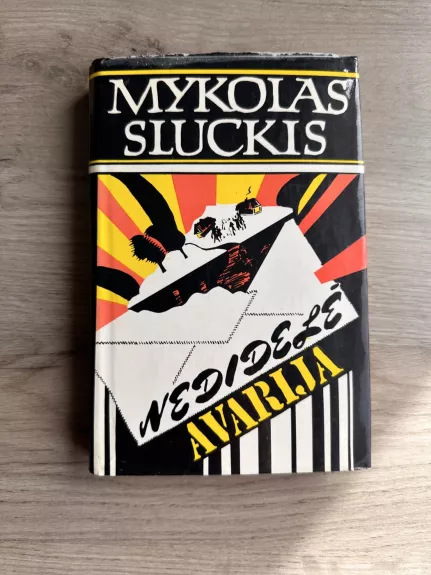 MYKOLAS
SLUCKIS
NEDIDELĖ
AVARIJA